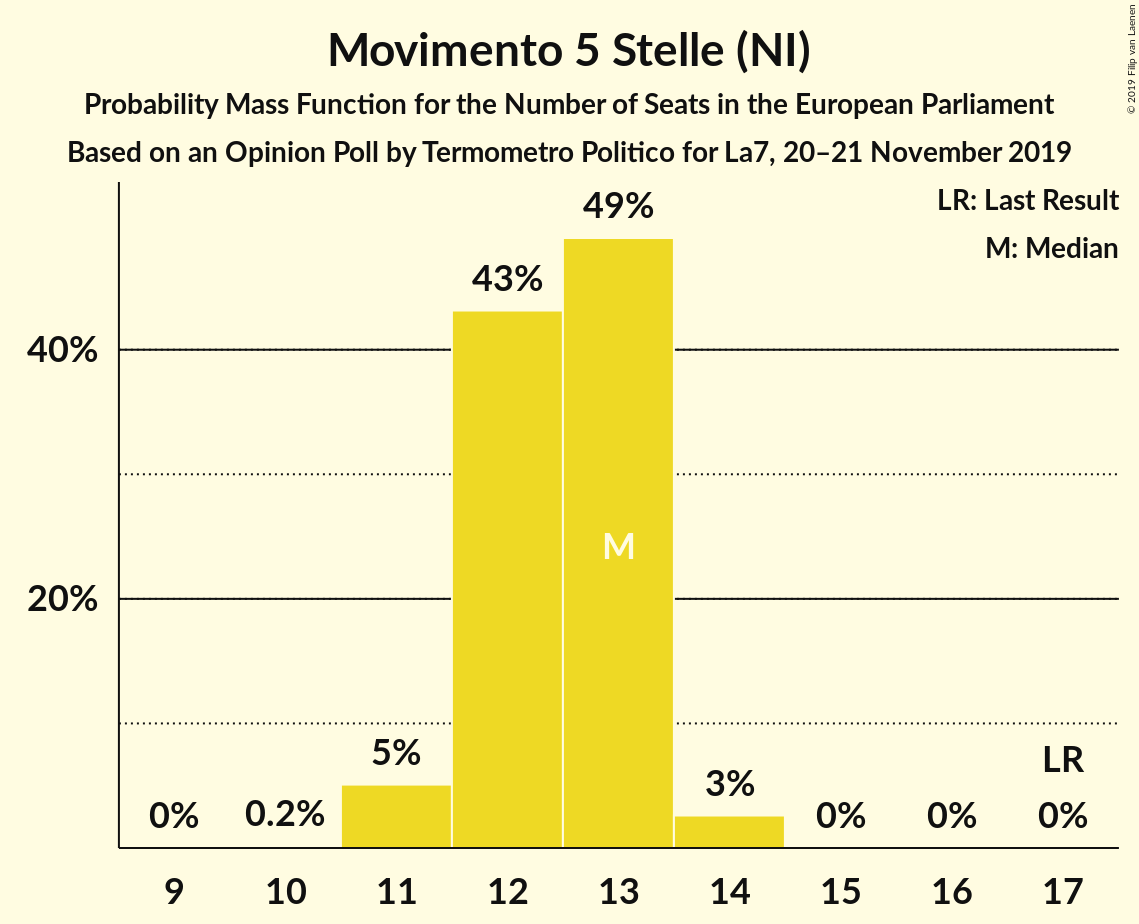 Movimento 5 Stelle (NI)
Probability Mass Function for the Number of Seats in the European Parliament
Based on an Opinion Poll by Termometro Politico for La7, 20–21 November 2019
© 2019 Filip van Laenen
LR: Last Result
M: Median
49%
43%
40%
M
20%
5%
3%
LR
0%
0.2%
0%
0%
0%
9 10 11 12 13 14 15 16 17